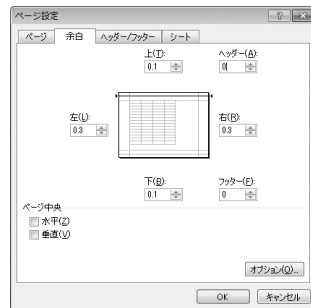 ページ設定
ページ 余白 ヘッダー/フッター シート
上(T): ヘッダー(A):
0.1 0
左(L): 右(R):
0.3 0.3
下(B): フッター(F):
0.1 0
ページ中央
水平(Z)
垂直(V)
オプション(O)...
OK キャンセル